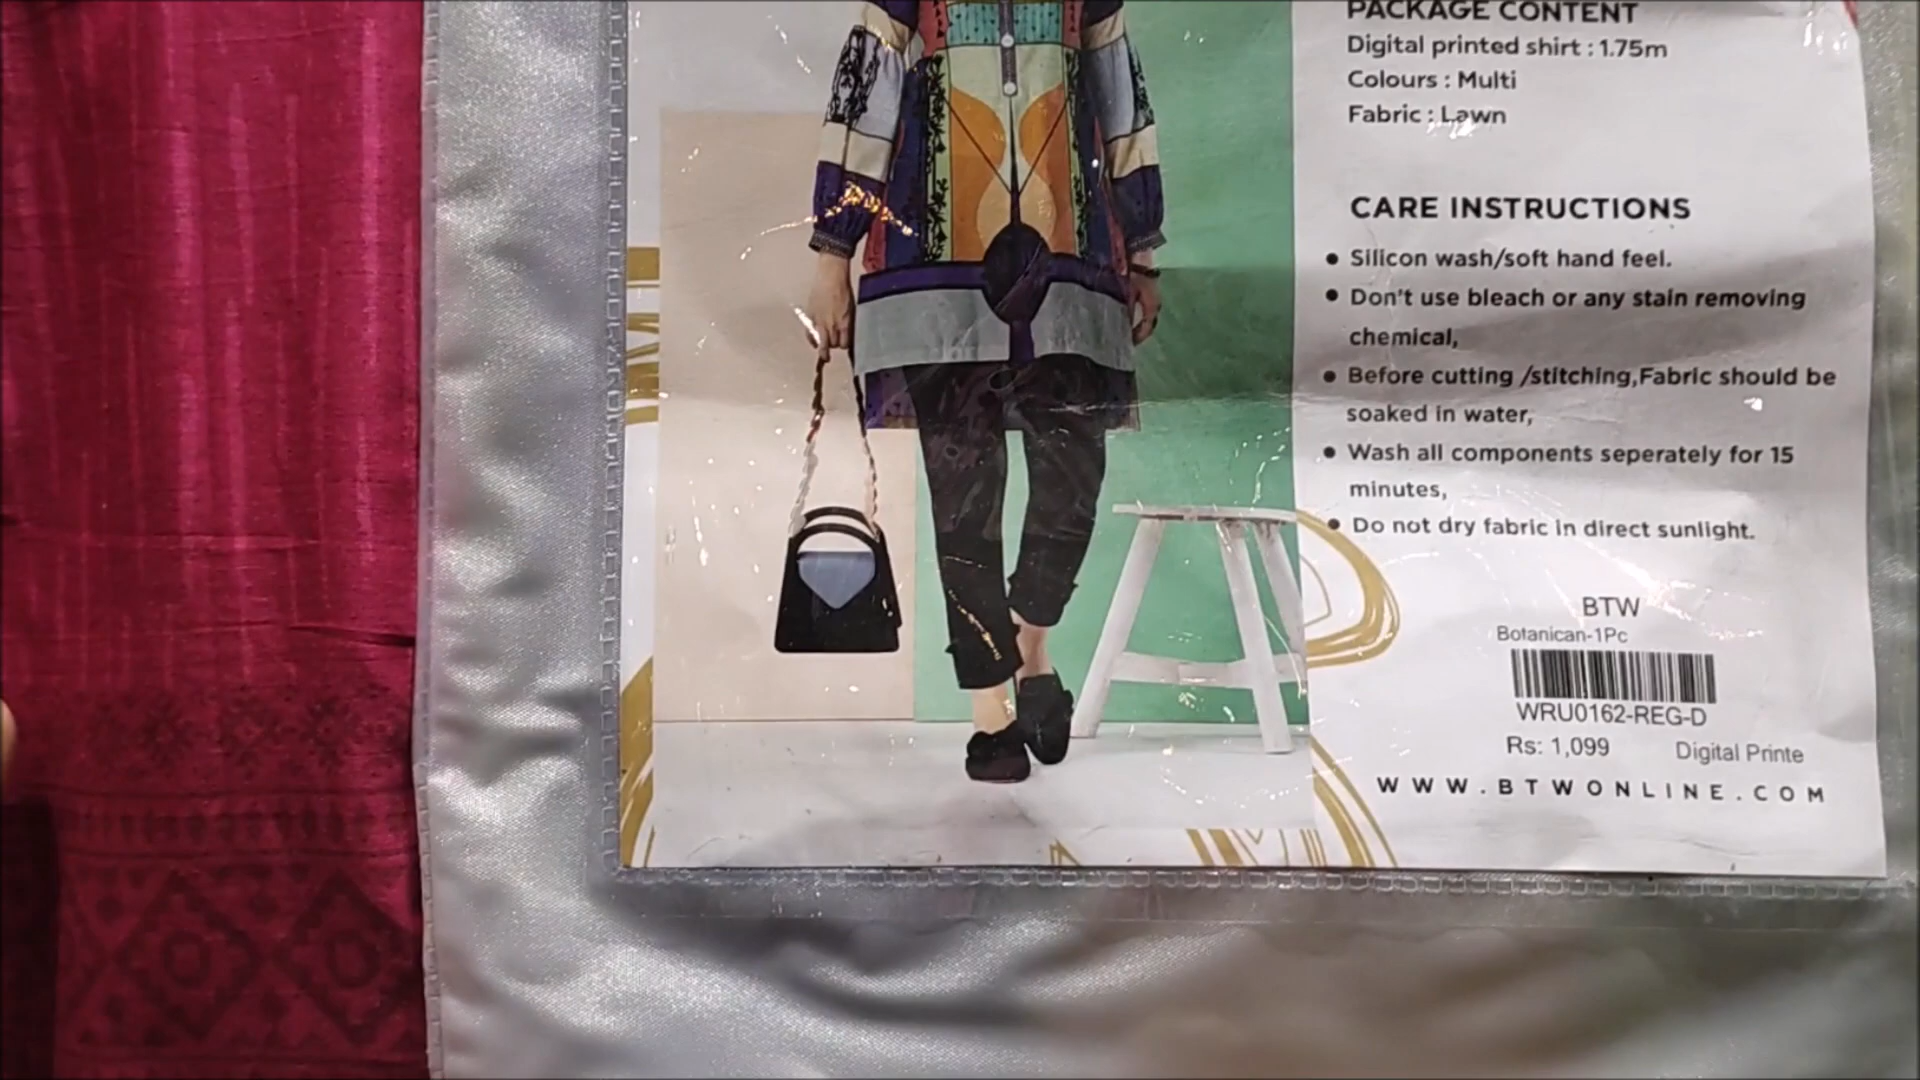 PACKAGE CONTENT
Digital printed shirt : 1.75m
Colours : Multi
Fabric : Lawn
CARE INSTRUCTIONS
• Silicon wash/soft hand feel.
• Don't use bleach or any stain removing
chemical,
• Before cutting /stitching,Fabric should be
soaked in water,
• Wash all components seperately for 15
minutes,
• Do not dry fabric in direct sunlight.
BTW
Botanican-1Pc
WRU0162-REG-D
Rs: 1,099 Digital Printe
WWW.BTWONLINE.COM